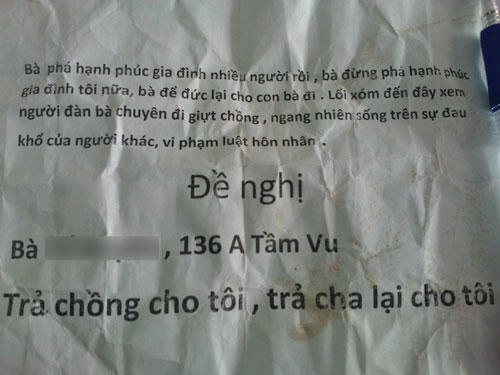 Bà phá hạnh phúc gia đình nhiều người rồi , bà đừng phá hạnh phúc
gia đình tôi nữa, bà để đức lại cho con bà đi . Lối xóm đến đây xem
người đàn bà chuyên đi giựt chồng , ngang nhiên sống trên sự đau
khổ của người khác, vi phạm luật hôn nhân .
Đề nghị
Bà , 136 A Tầm Vu
Trả chồng cho tôi , trả cha lại cho tôi